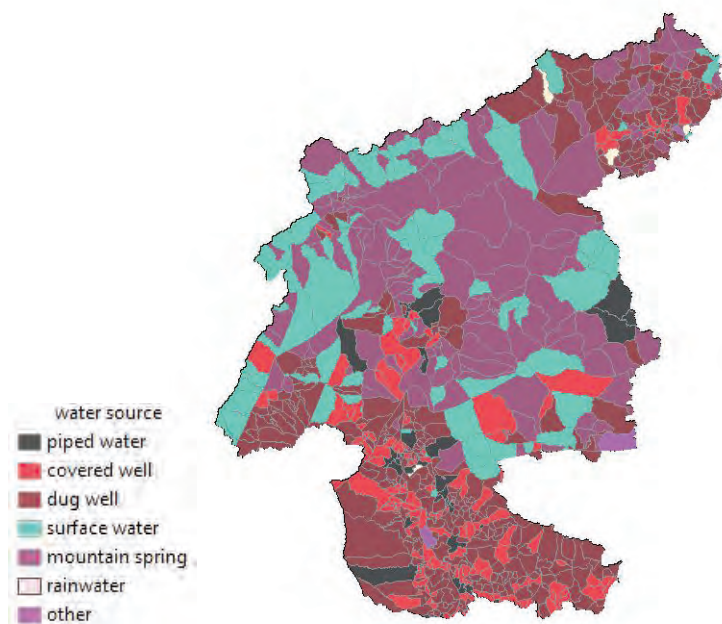 water source
piped water
covered well
dug well
surface water
mountain spring
rainwater
other